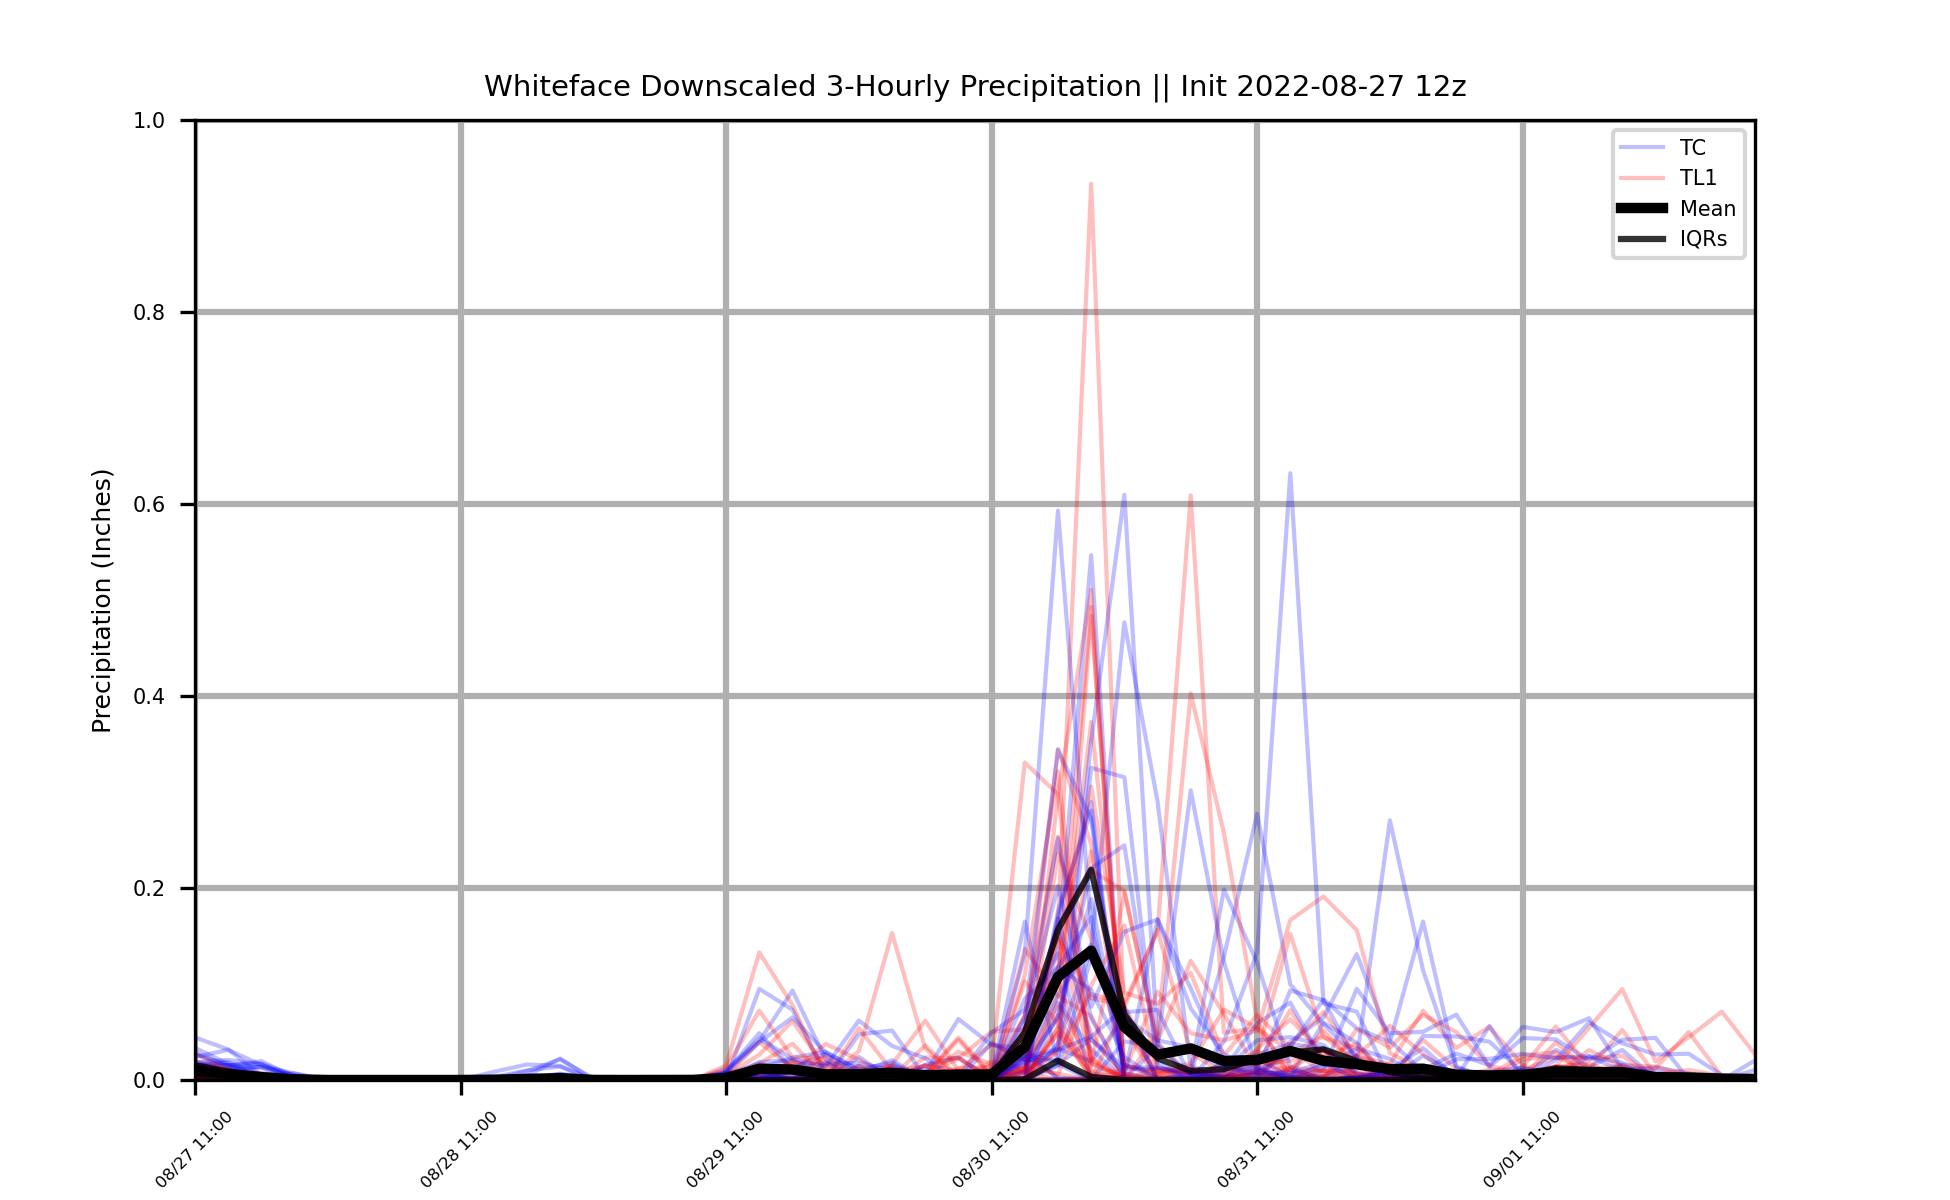 Whiteface Downscaled 3-Hourly Precipitation || Init 2022-08-27 12z
TC
TL1
Mean
IQRs
Precipitation (Inches)
1.0
0.8
0.6
0.4
0.2
0.0
08/27 11:00
08/28 11:00
08/29 11:00
08/30 11:00
08/31 11:00
09/01 11:00